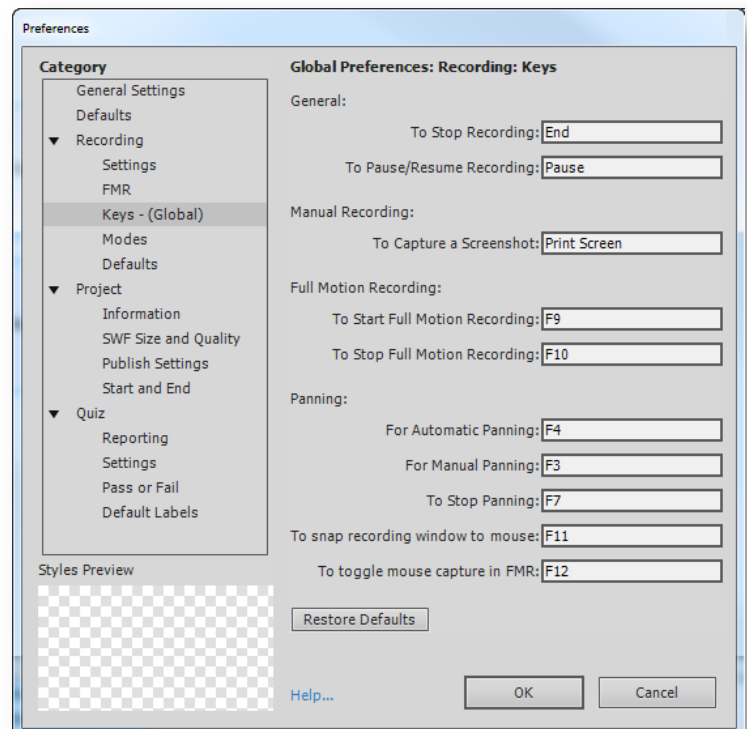 Preferences
Category
General Settings
Defaults
Recording
Settings
FMR
Keys - (Global)
Modes
Defaults
Project
Information
SWF Size and Quality
Publish Settings
Start and End
Quiz
Reporting
Settings
Pass or Fail
Default Labels
Styles Preview
Global Preferences: Recording: Keys
General:
To Stop Recording: End
To Pause/Resume Recording: Pause
Manual Recording:
To Capture a Screenshot: Print Screen
Full Motion Recording:
To Start Full Motion Recording: F9
To Stop Full Motion Recording: F10
Panning:
For Automatic Panning: F4
For Manual Panning: F3
To Stop Panning: F7
To snap recording window to mouse: F11
To toggle mouse capture in FMR: F12
Restore Defaults
Help... OK Cancel